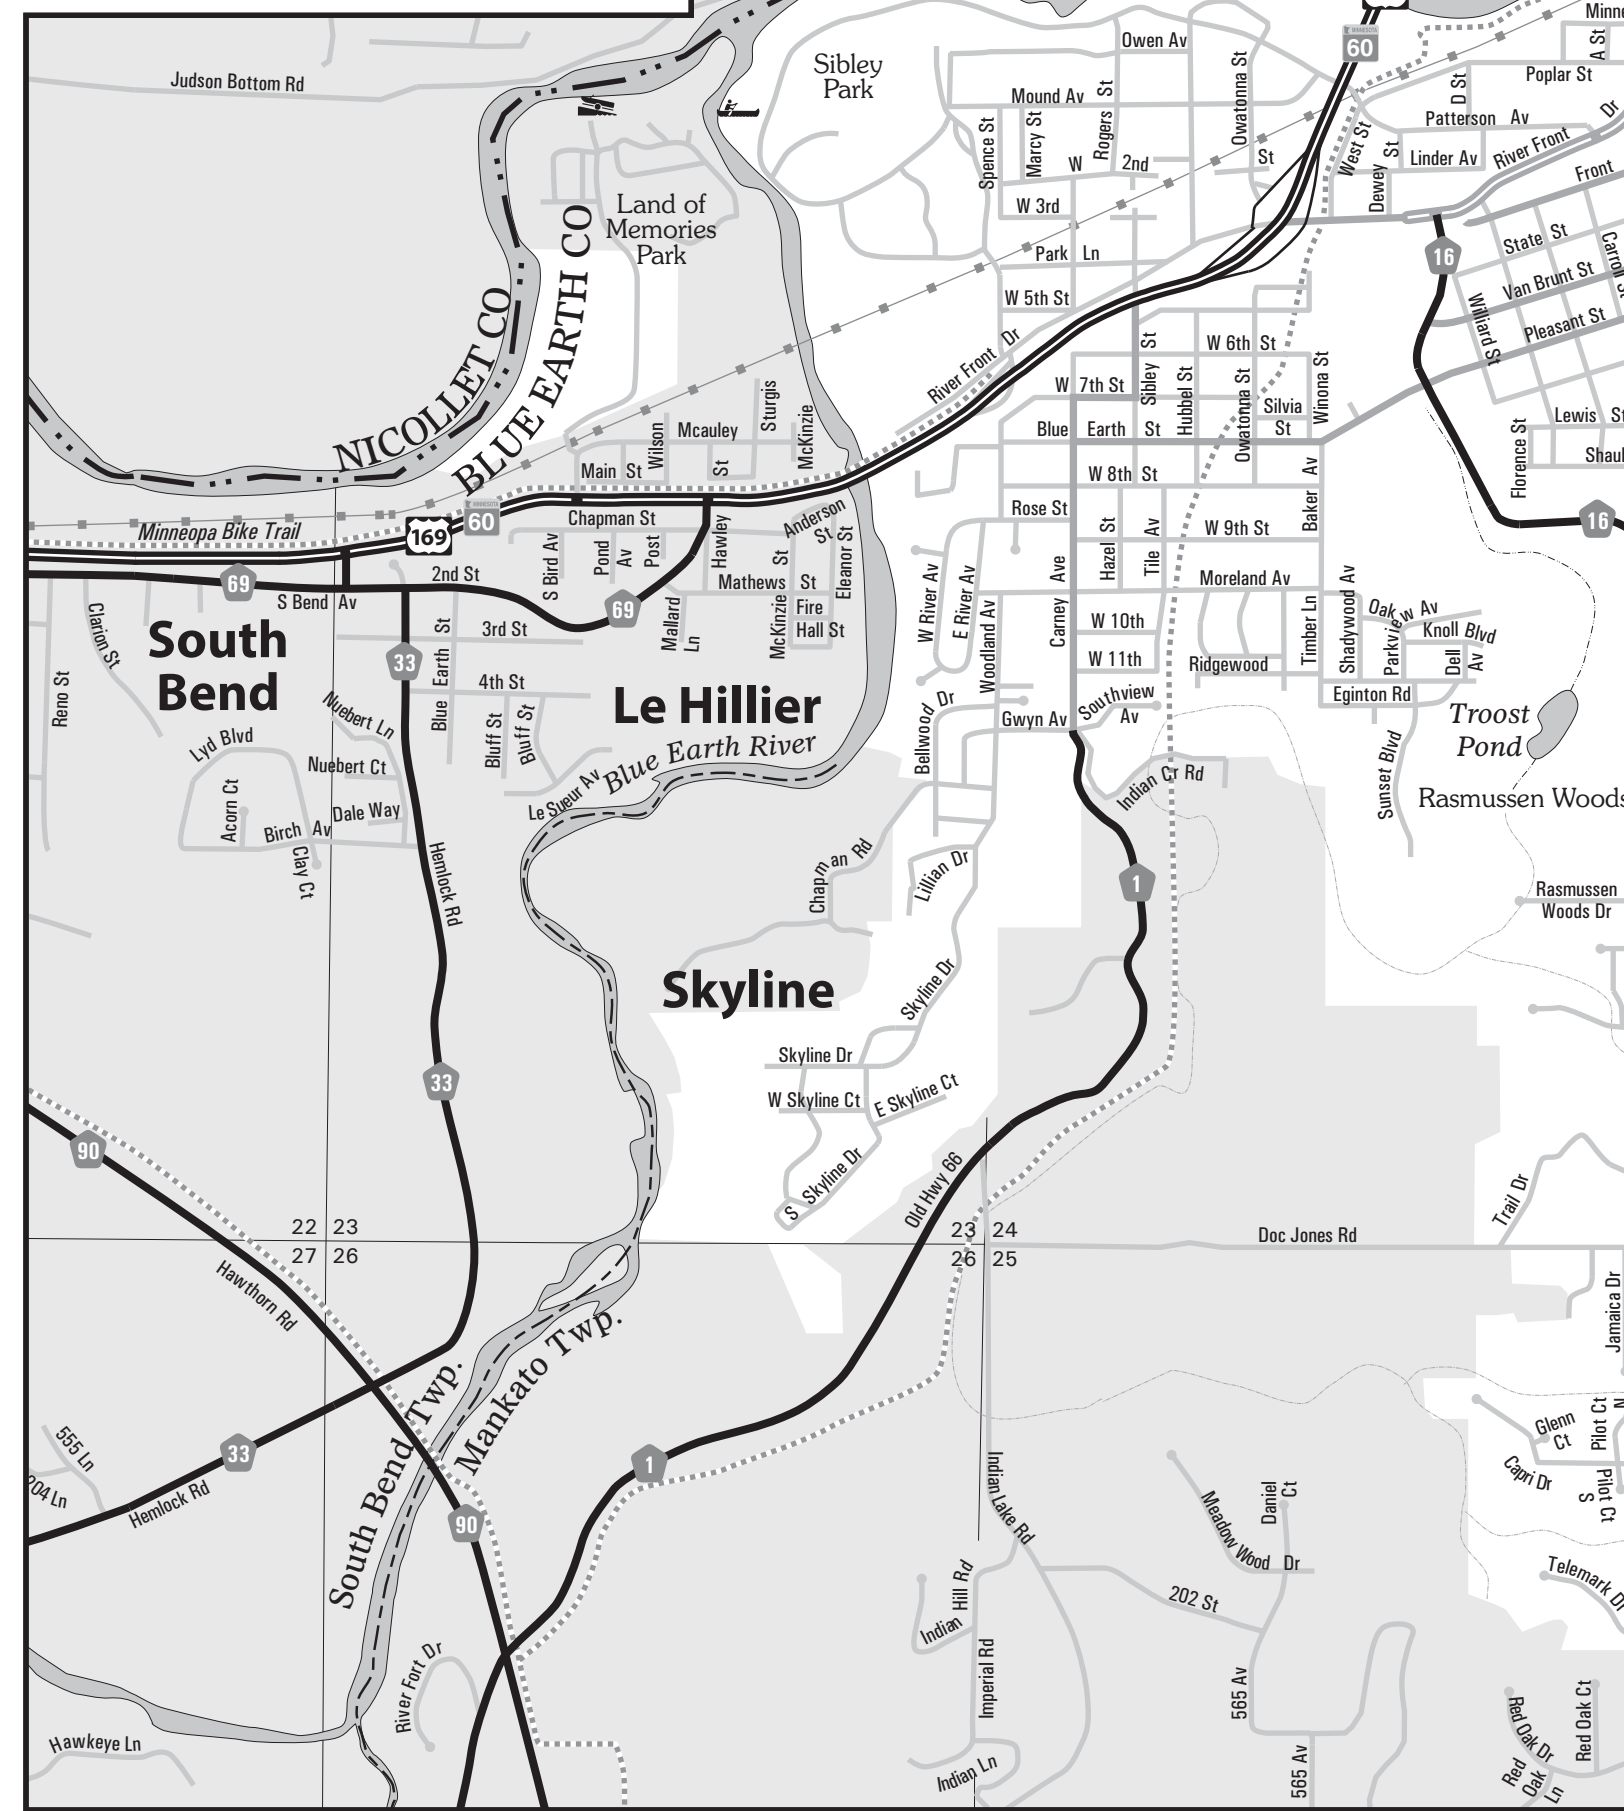 Judson Bottom Rd
Sibley
Park
Owen Av
MINNESOTA
60
A St
Poplar St
D St
Mound Av
Rogers St
Owatonna St
Patterson Av
River Front Dr
Spence St
Marcy St
W 2nd St
West St
Dewey St
Linder Av
Front
W 3rd
Land of
Memories
Park
Park Ln
16
State St
Van Brunt St
Pleasant St
Williard St
W 5th St
NICOLLET CO
BLUE EARTH CO
River Front Dr
Sibley St
W 6th St
W 7th St
Hubbel St
Owatonna St
Silvia
St
Winona St
Sturgis
Mcauley
Wilson
McKinzie
Main St
St
Blue Earth St
Florence St
Lewis St
W 8th St
Baker Av
MINNESOTA
60
169
Minneopa Bike Trail
Chapman St
Anderson
St
Rose St
Hazel St
Tile Av
W 9th St
16
S Bird Av
Pond
Av
Post
Hawley
Eleanor St
69
2nd St
S Bend Av
Mathews St
McKinzie St
Fire
Hall St
Mallard
Ln
69
W River Av
E River Av
Woodland Av
Carney Ave
Moreland Av
W 10th
W 11th
Timber Ln
Shadywood Av
Oak
Parkview Av
Knoll Blvd
Dell
Av
Ridgewood
Eginton Rd
Clarion St
South
Bend
33
Blue Earth St
3rd St
4th St
Le Hillier
Reno St
Nuebert Ln
Bluff St
Bluff St
Bellwood Dr
Gwyn Av
Southview
Av
Troost
Pond
Lyd Blvd
Nuebert Ct
Blue Earth River
Le Sueur Av
Indian Cr Rd
Sunset Blvd
Rasmussen Woods
Acorn Ct
Dale Way
Birch Av
Clay Ct
Hemlock Rd
Chapman Rd
Lillian Dr
1
Rasmussen
Woods Dr
Skyline
Skyline Dr
Skyline Dr
W Skyline Ct
E Skyline Ct
33
90
S Skyline Dr
Old Hwy 66
Trail Dr
22 23
27 26
23 24
26 25
Doc Jones Rd
Hawthorn Rd
Jamaica Dr
South Bend Twp.
Mankato Twp.
555 Ln
204 Ln
33
Hemlock Rd
1
90
Glenn
Ct
Pilot Ct
N
Capri Dr
Pilot Ct
S
Indian Lake Rd
Meadow Wood Dr
Daniel
Ct
202 St
Telemark Dr
Indian Hill Rd
Imperial Rd
River Fort Dr
565 Av
Hawkeye Ln
Indian Ln
565 Av
Red Oak Dr
Red Oak Ct
Red
Oak
Ln